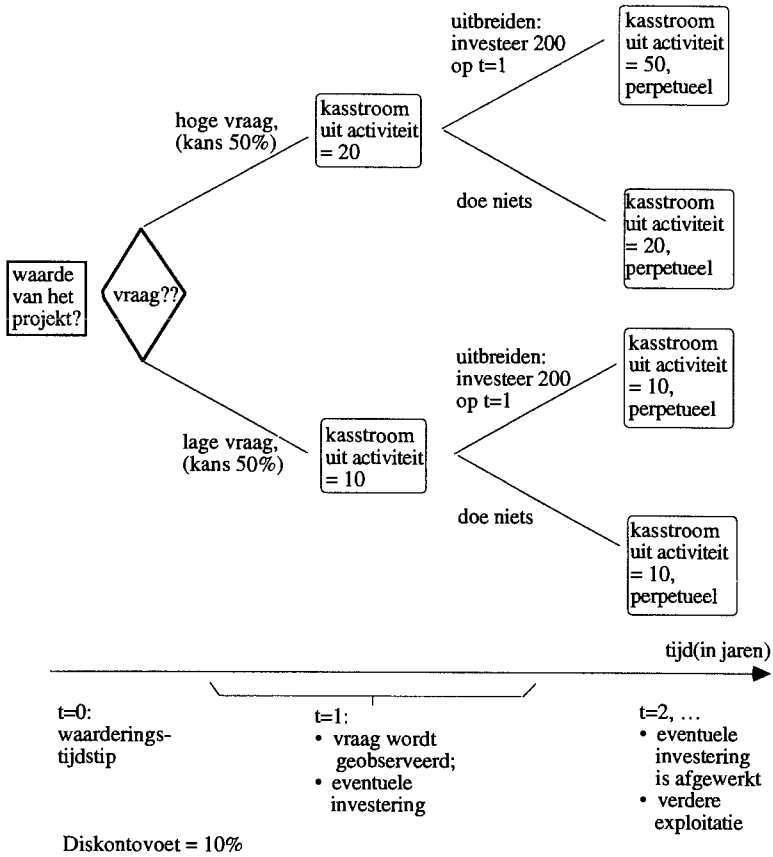 uitbreiden:
investeer 200
op t=1
kasstroom
uit activiteit
= 50,
perpetueel
hoge vraag,
(kans 50%)
kasstroom
uit activiteit
= 20
doe niets
kasstroom
uit activiteit
= 20,
perpetueel
waarde
van het
projekt?
vraag??
uitbreiden:
investeer 200
op t=1
kasstroom
uit activiteit
= 10,
perpetueel
lage vraag,
(kans 50%)
kasstroom
uit activiteit
= 10
doe niets
kasstroom
uit activiteit
= 10,
perpetueel
tijd(in jaren)
t=0:
waarderings-
tijdstip
t=1:
• vraag wordt
geobserveerd;
• eventuele
investering
t=2, …
• eventuele
investering
is afgewerkt
• verdere
exploitatie
Diskontovoet = 10%